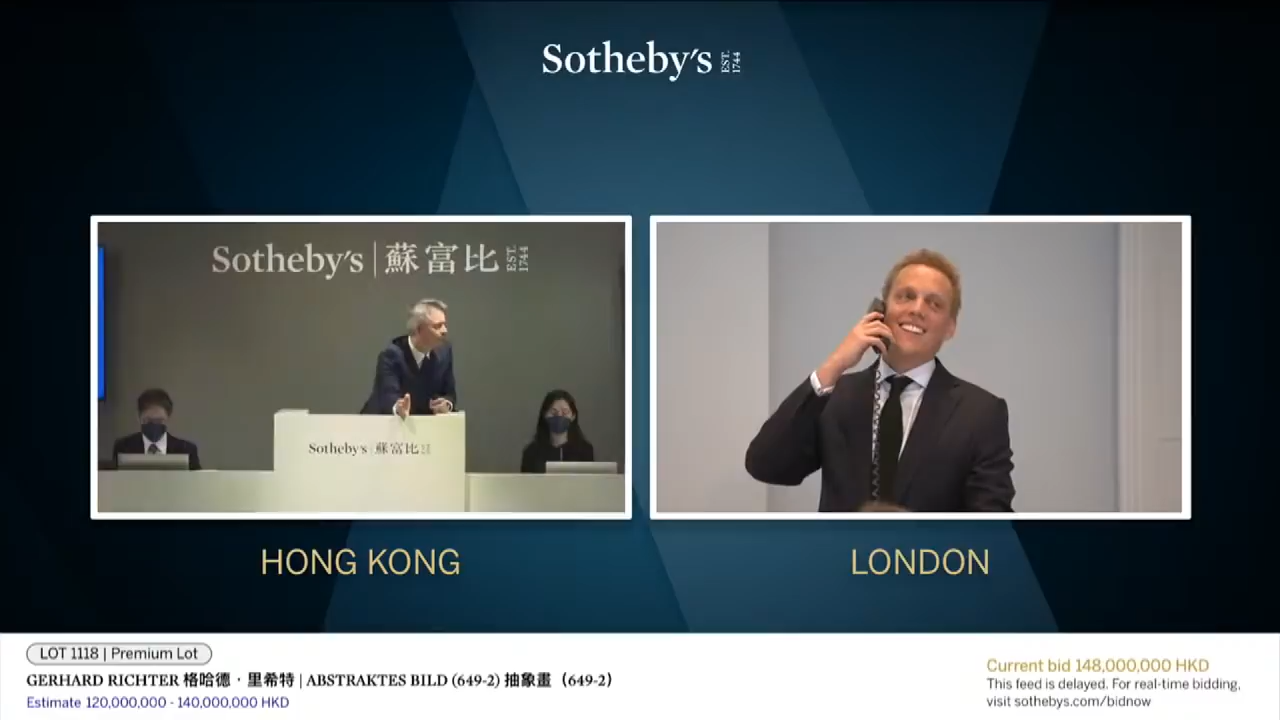 Sotheby's EST. 1744
Sotheby's | 蘇富比 EST. 1744
Sotheby's | 蘇富比
HONG KONG
LONDON
LOT 1118 | Premium Lot
GERHARD RICHTER 格哈德・里希特 | ABSTRAKTES BILD (649-2) 抽象畫（649-2）
Estimate 120,000,000 - 140,000,000 HKD
Current bid 148,000,000 HKD
This feed is delayed. For real-time bidding,
visit sothebys.com/bidnow